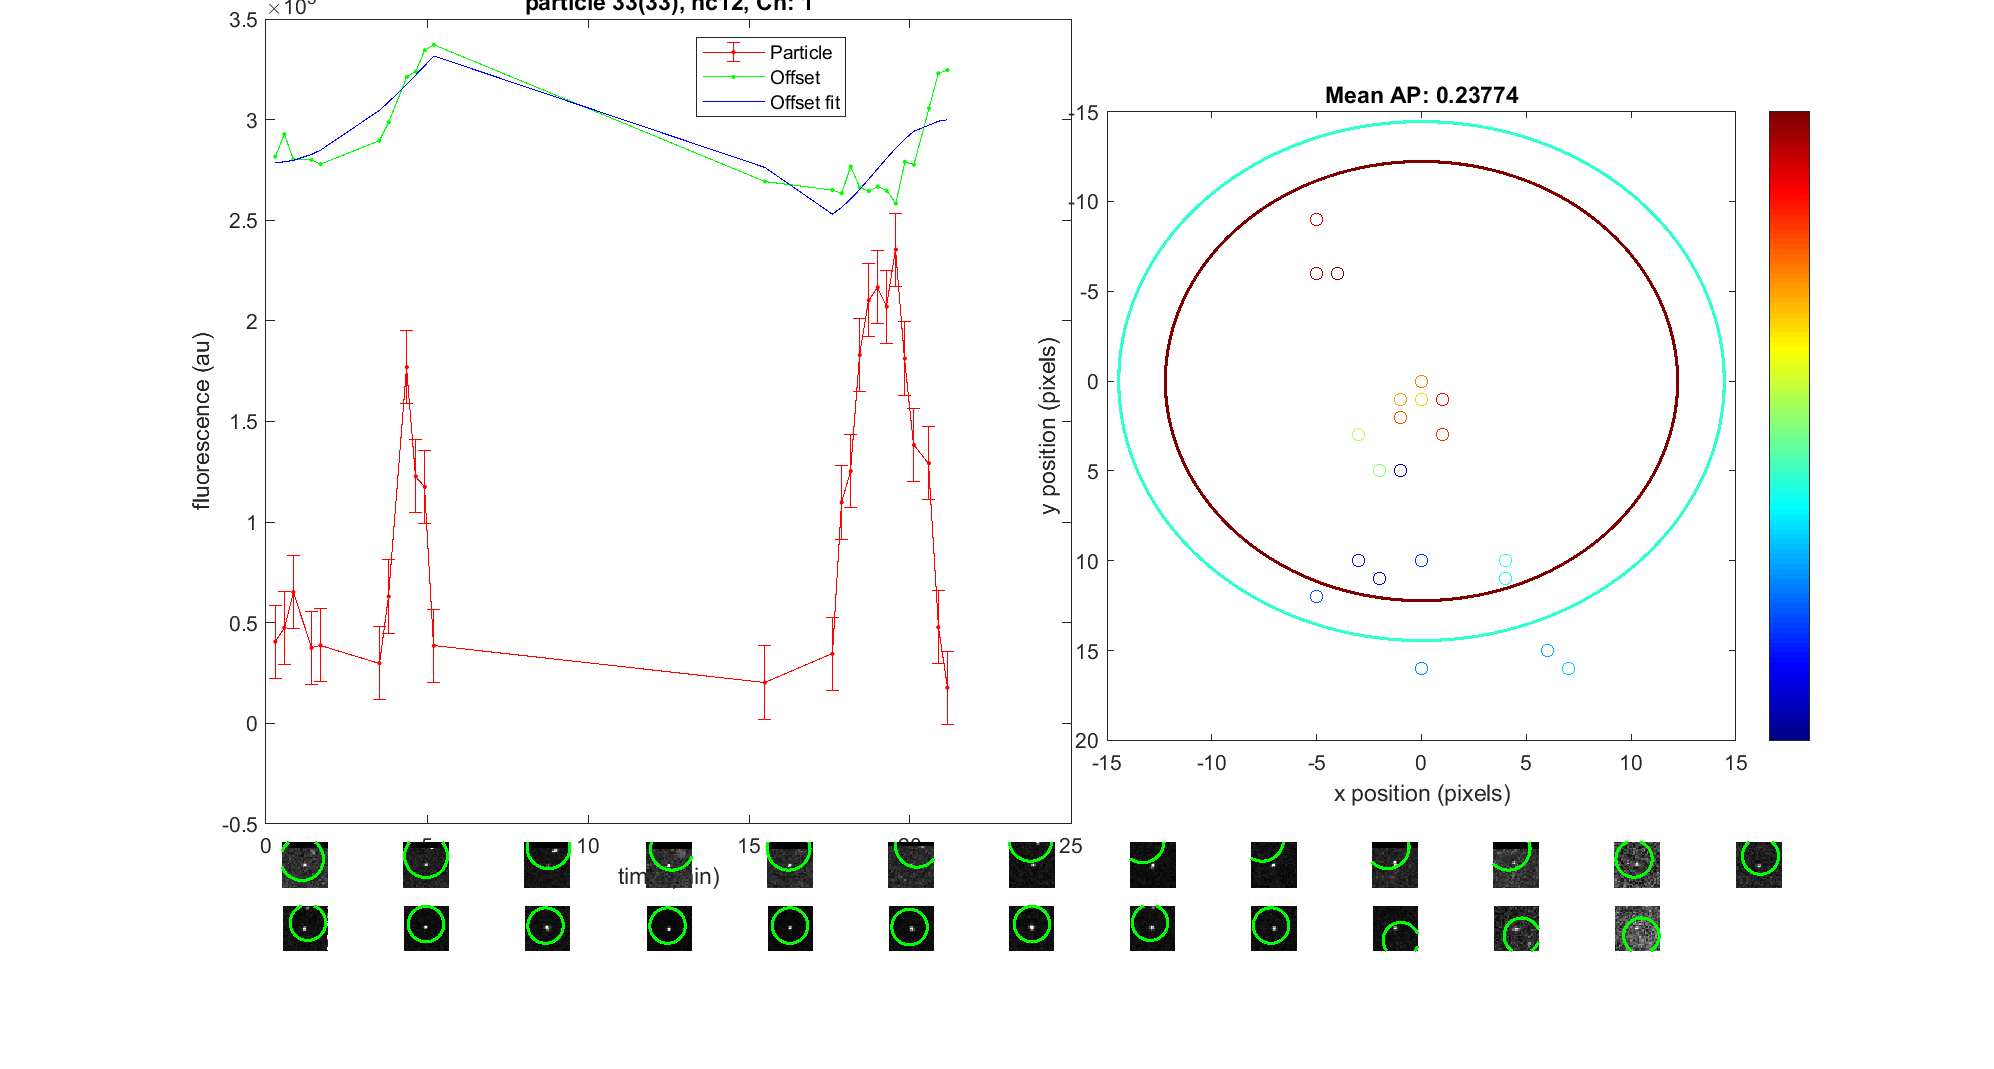 particle 33(33), nc12, Ch: 1
3.5
3
2.5
2
1.5
1
0.5
0
-0.5
fluorescence (au)
Particle
Offset
Offset fit
0 5 10 15 20 25
Mean AP: 0.23774
-15
-10
-5
0
5
10
15
20
y position (pixels)
-15 -10 -5 0 5 10 15
x position (pixels)